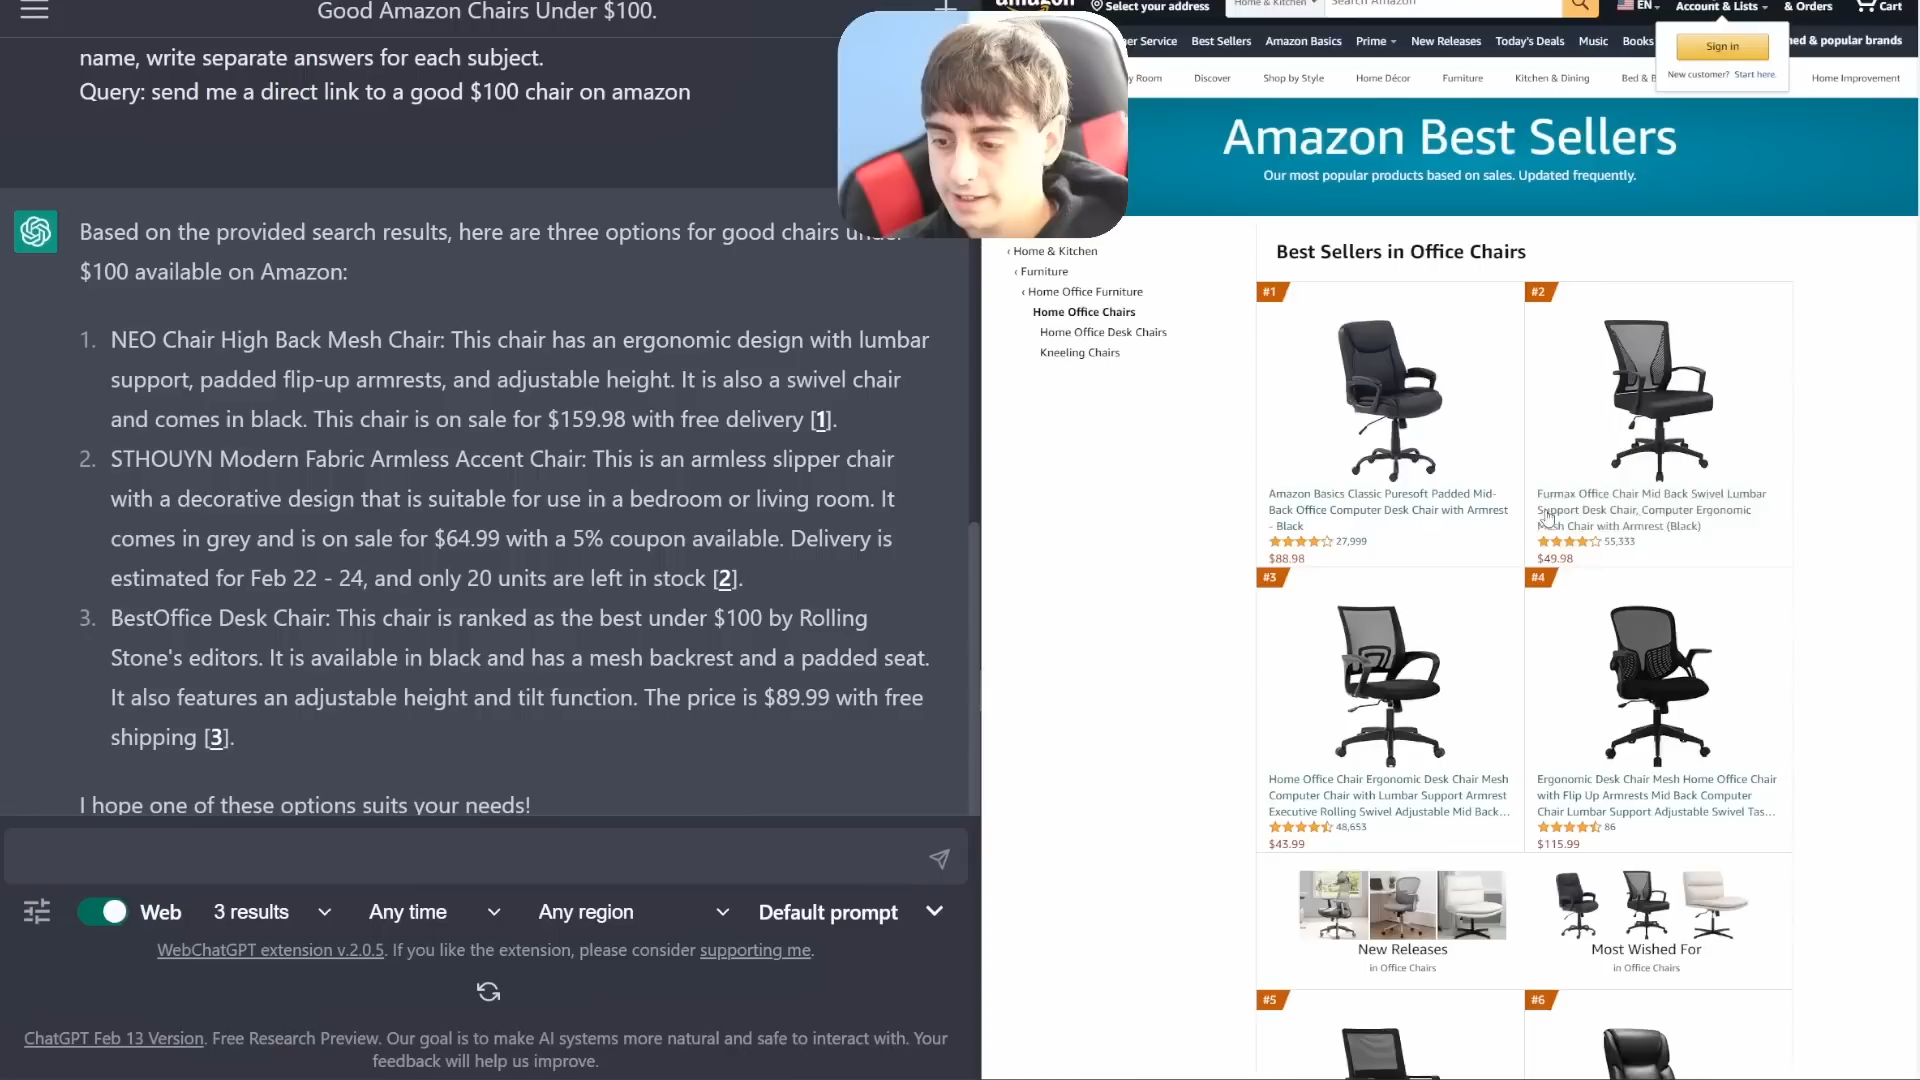 Good Amazon Chairs Under $100.
name, write separate answers for each subject.
Query: send me a direct link to a good $100 chair on amazon
Based on the provided search results, here are three options for good chairs under
$100 available on Amazon:
1. NEO Chair High Back Mesh Chair: This chair has an ergonomic design with lumbar
support, padded flip-up armrests, and adjustable height. It is also a swivel chair
and comes in black. This chair is on sale for $159.98 with free delivery [1].
2. STHOUYN Modern Fabric Armless Accent Chair: This is an armless slipper chair
with a decorative design that is suitable for use in a bedroom or living room. It
comes in grey and is on sale for $64.99 with a 5% coupon available. Delivery is
estimated for Feb 22 - 24, and only 20 units are left in stock [2].
3. BestOffice Desk Chair: This chair is ranked as the best under $100 by Rolling
Stone's editors. It is available in black and has a mesh backrest and a padded seat.
It also features an adjustable height and tilt function. The price is $89.99 with free
shipping [3].
I hope one of these options suits your needs!
Web 3 results Any time Any region Default prompt
WebChatGPT extension v.2.0.5. If you like the extension, please consider supporting me.
ChatGPT Feb 13 Version. Free Research Preview. Our goal is to make AI systems more natural and safe to interact with. Your
feedback will help us improve.
amazon Select your address Home & Kitchen Search Amazon EN Account & Lists & Orders Cart
Service Best Sellers Amazon Basics Prime New Releases Today's Deals Music Books & popular brands
Sign in
New customer? Start here.
Room Discover Shop by Style Home Décor Furniture Kitchen & Dining Bed & Home Improvement
Amazon Best Sellers
Our most popular products based on sales. Updated frequently.
‹ Home & Kitchen
‹ Furniture
‹ Home Office Furniture
Home Office Chairs
Home Office Desk Chairs
Kneeling Chairs
Best Sellers in Office Chairs
#1
Amazon Basics Classic Puresoft Padded Mid-
Back Office Computer Desk Chair with Armrest
- Black
27,999
$88.98
#2
Furmax Office Chair Mid Back Swivel Lumbar
Support Desk Chair, Computer Ergonomic
Mesh Chair with Armrest (Black)
55,333
$49.98
#3
Home Office Chair Ergonomic Desk Chair Mesh
Computer Chair with Lumbar Support Armrest
Executive Rolling Swivel Adjustable Mid Back...
48,653
$43.99
#4
Ergonomic Desk Chair Mesh Home Office Chair
with Flip Up Armrests Mid Back Computer
Chair Lumbar Support Adjustable Swivel Tas...
86
$115.99
New Releases
in Office Chairs
Most Wished For
in Office Chairs
#5
#6